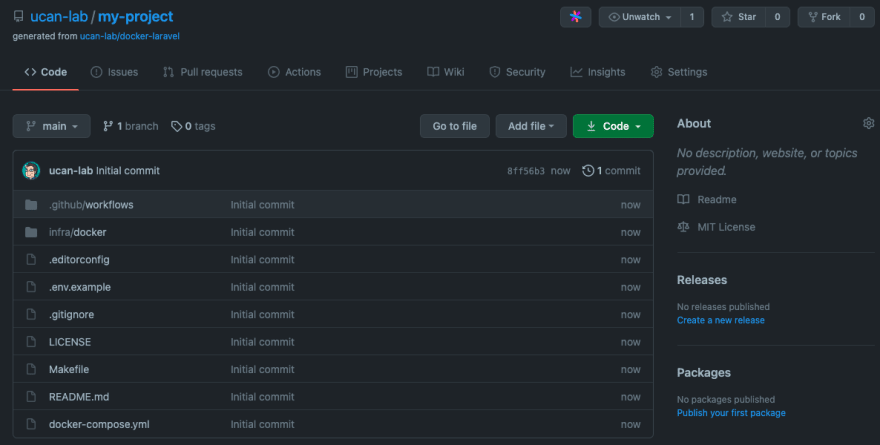 ucan-lab / my-project
Unwatch 1 Star 0 Fork 0
generated from ucan-lab/docker-laravel
Code Issues Pull requests Actions Projects Wiki Security Insights Settings
main 1 branch 0 tags Go to file Add file Code
ucan-lab Initial commit 8ff56b3 now 1 commit
.github/workflows Initial commit now
infra/docker Initial commit now
.editorconfig Initial commit now
.env.example Initial commit now
.gitignore Initial commit now
LICENSE Initial commit now
Makefile Initial commit now
README.md Initial commit now
docker-compose.yml Initial commit now
About
No description, website, or topics
provided.
Readme
MIT License
Releases
No releases published
Create a new release
Packages
No packages published
Publish your first package